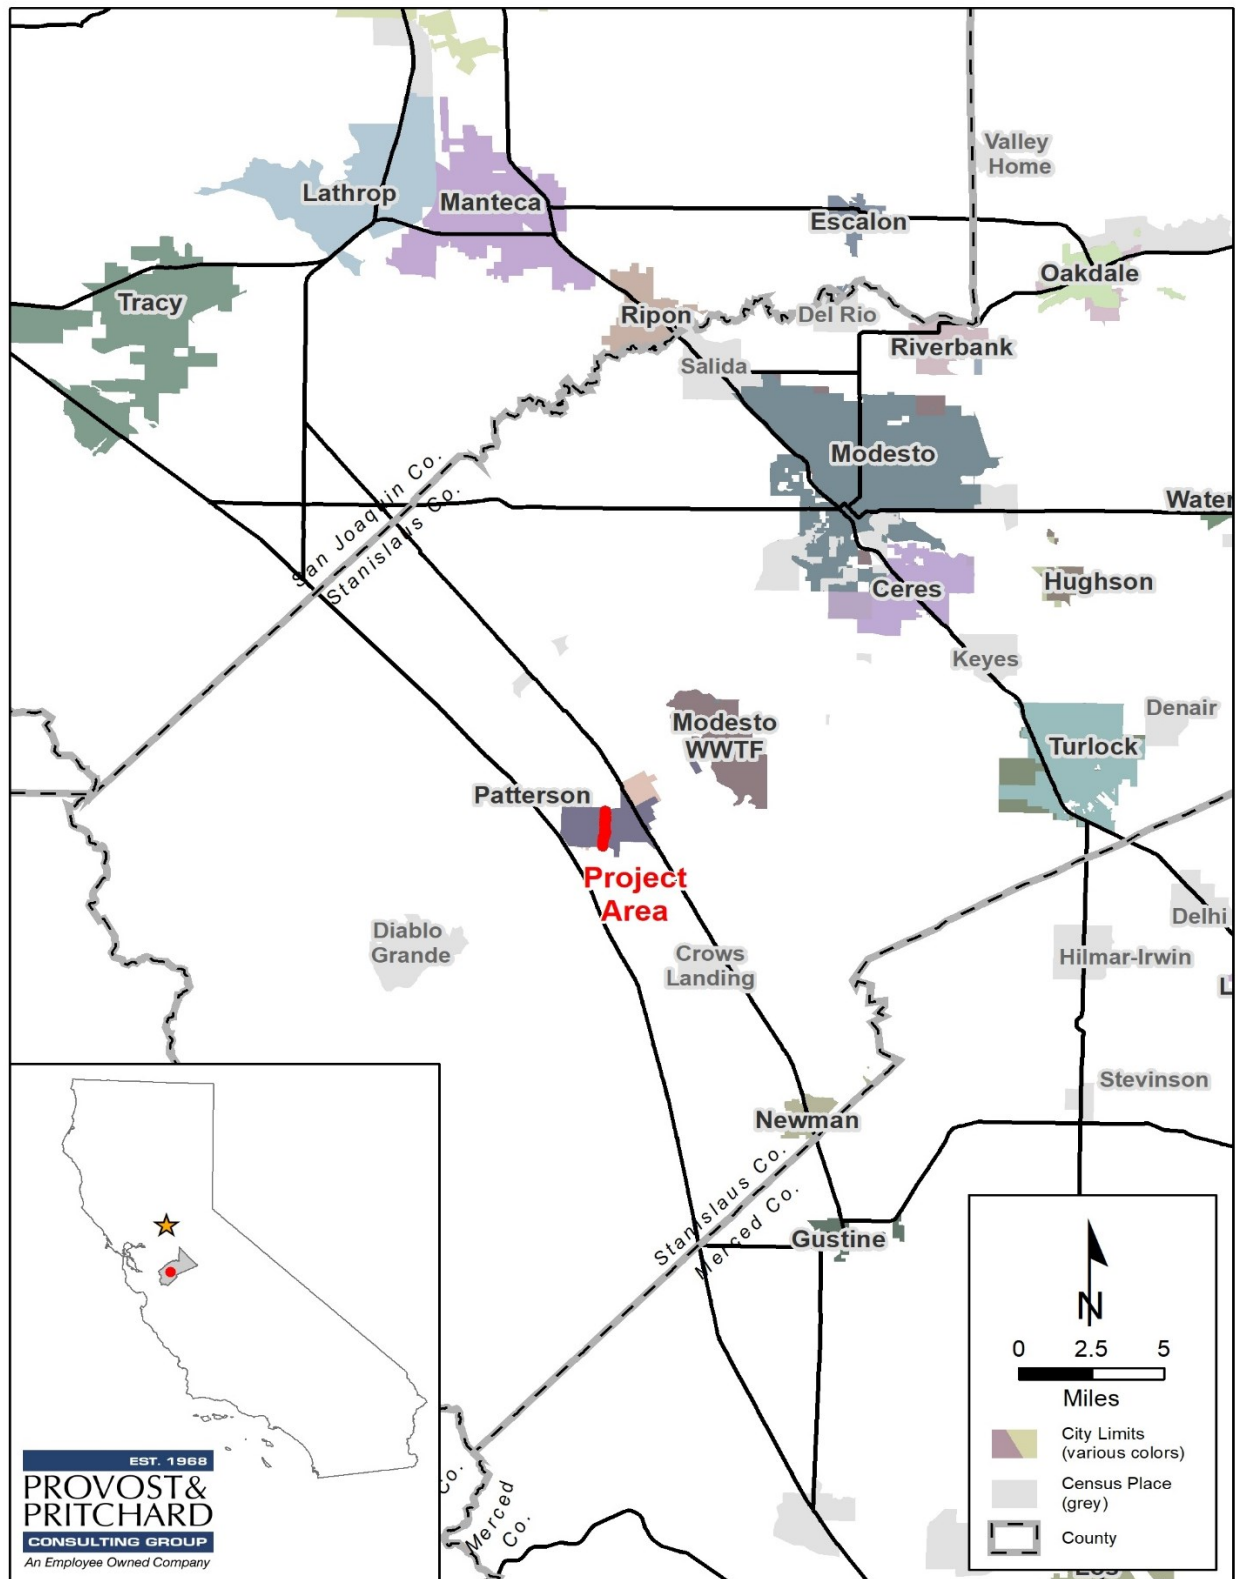 Valley
Home
Lathrop
Manteca
Escalon
Oakdale
Tracy
Ripon
Del Rio
Riverbank
Salida
Modesto
San Joaquin Co.
Stanislaus Co.
Water
Ceres
Hughson
Keyes
Denair
Modesto
WWTF
Turlock
Patterson
Project
Area
Delhi
Diablo
Grande
Crows
Landing
Hilmar-Irwin
L
Stevinson
Newman
Stanislaus Co.
Merced Co.
Gustine
Co.
Merced
Co.
N
0 2.5 5
Miles
City Limits
(various colors)
Census Place
(grey)
County
EST. 1968
PROVOST&
PRITCHARD
CONSULTING GROUP
An Employee Owned Company